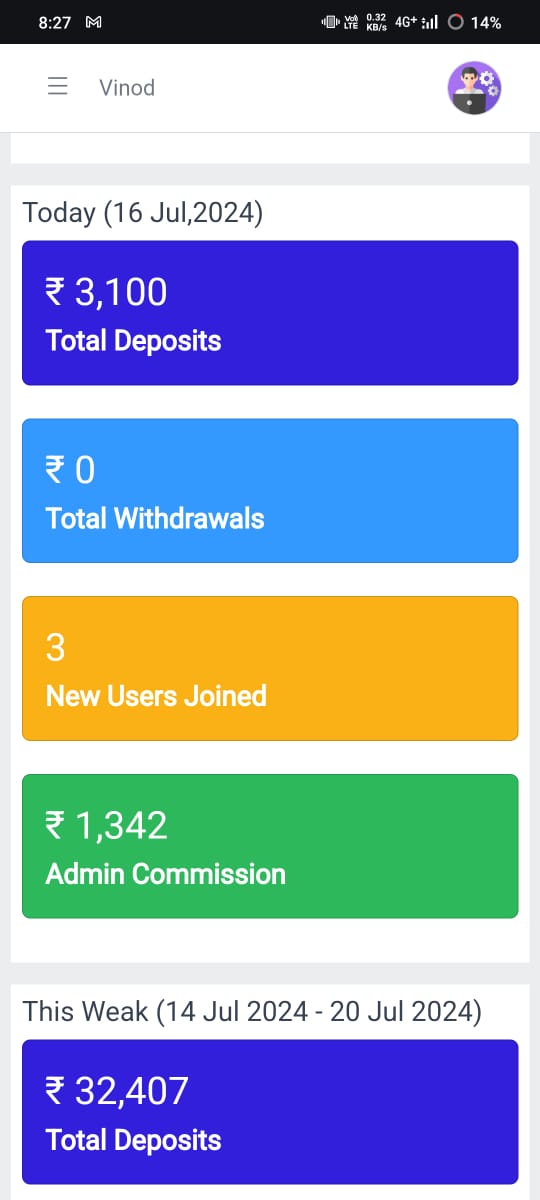 8:27
Vo) LTE
0.32 KB/s
4G+
14%
Vinod
Today (16 Jul,2024)
₹ 3,100
Total Deposits
₹ 0
Total Withdrawals
3
New Users Joined
₹ 1,342
Admin Commission
This Weak (14 Jul 2024 - 20 Jul 2024)
₹ 32,407
Total Deposits